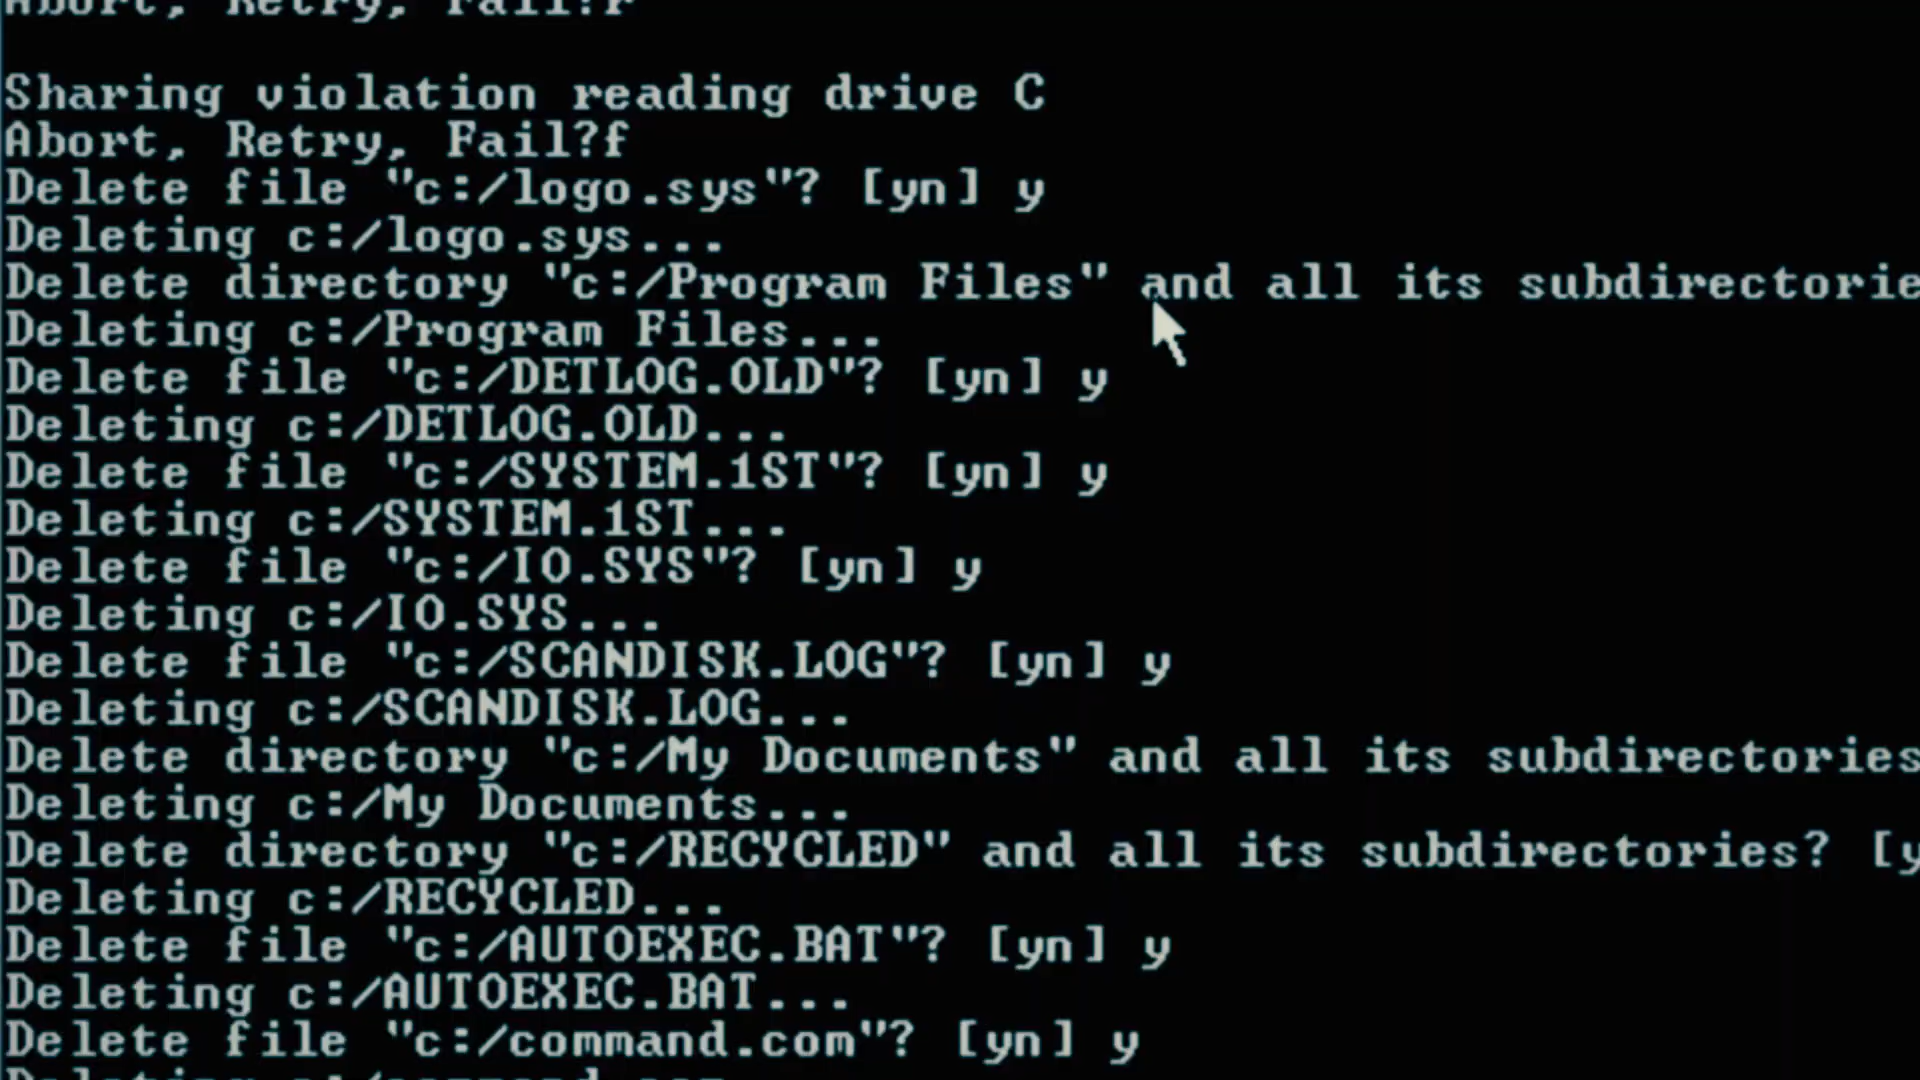 Abort, Retry, Fail?f
Sharing violation reading drive C
Abort, Retry, Fail?f
Delete file "c:/logo.sys"? [yn] y
Deleting c:/logo.sys...
Delete directory "c:/Program Files" and all its subdirectorie
Deleting c:/Program Files...
Delete file "c:/DETLOG.OLD"? [yn] y
Deleting c:/DETLOG.OLD...
Delete file "c:/SYSTEM.1ST"? [yn] y
Deleting c:/SYSTEM.1ST...
Delete file "c:/IO.SYS"? [yn] y
Deleting c:/IO.SYS...
Delete file "c:/SCANDISK.LOG"? [yn] y
Deleting c:/SCANDISK.LOG...
Delete directory "c:/My Documents" and all its subdirectories
Deleting c:/My Documents...
Delete directory "c:/RECYCLED" and all its subdirectories? [y
Deleting c:/RECYCLED...
Delete file "c:/AUTOEXEC.BAT"? [yn] y
Deleting c:/AUTOEXEC.BAT...
Delete file "c:/command.com"? [yn] y
Deleting c:/command.com